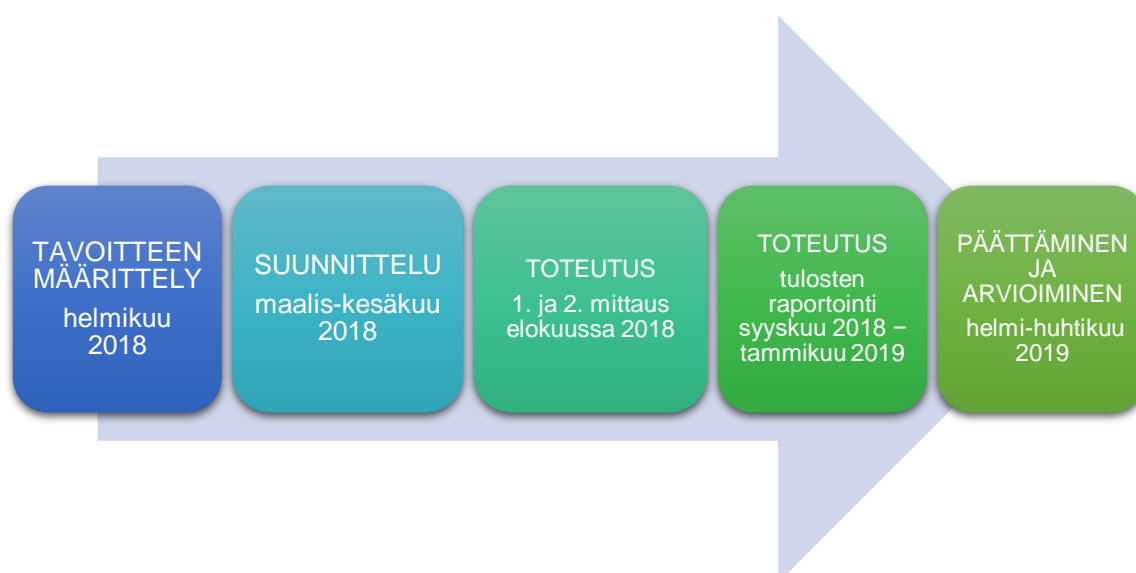 TAVOITTEEN
MÄÄRITTELY
helmikuu
2018
SUUNNITTELU
maalis-kesäkuu
2018
TOTEUTUS
1. ja 2. mittaus
elokuussa 2018
TOTEUTUS
tulosten
raportointi
syyskuu 2018 –
tammikuu 2019
PÄÄTTÄMINEN
JA
ARVIOIMINEN
helmi-huhtikuu
2019